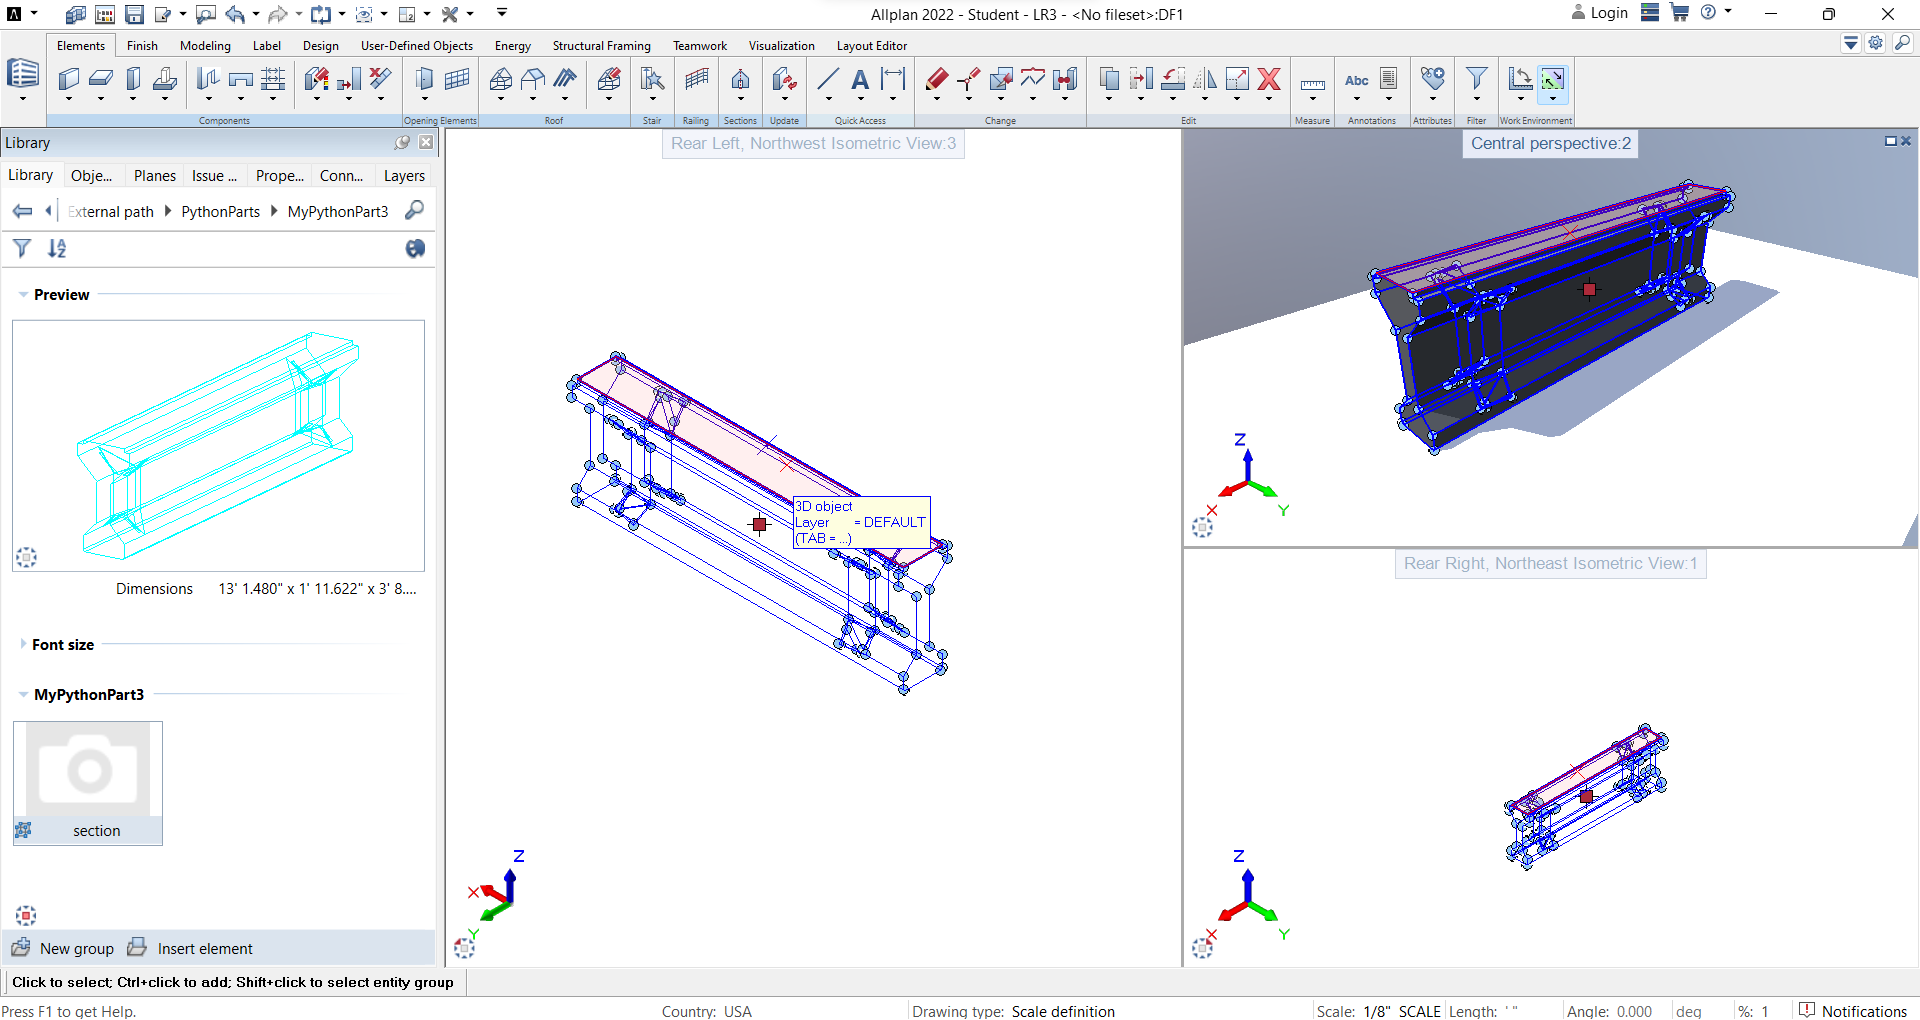 Allplan 2022 - Student - LR3 - <No fileset>:DF1
Login
Elements Finish Modeling Label Design User-Defined Objects Energy Structural Framing Teamwork Visualization Layout Editor
A
Abc
Components Opening Elements Roof Stair Railing Sections Update Quick Access Change Edit Measure Annotations Attributes Filter Work Environment
Library
Library Obje... Planes Issue ... Prope... Conn... Layers
External path PythonParts MyPythonPart3
Preview
Dimensions 13' 1.480" x 1' 11.622" x 3' 8....
Font size
MyPythonPart3
section
New group Insert element
Rear Left, Northwest Isometric View:3
3D object
Layer = DEFAULT
(TAB = ...)
Z
X
Y
Central perspective:2
Z
X
Y
Rear Right, Northeast Isometric View:1
Z
X
Y
Click to select; Ctrl+click to add; Shift+click to select entity group
Press F1 to get Help. Country: USA Drawing type: Scale definition Scale: 1/8" SCALE Length: ' " Angle: 0.000 deg %: 1 Notifications